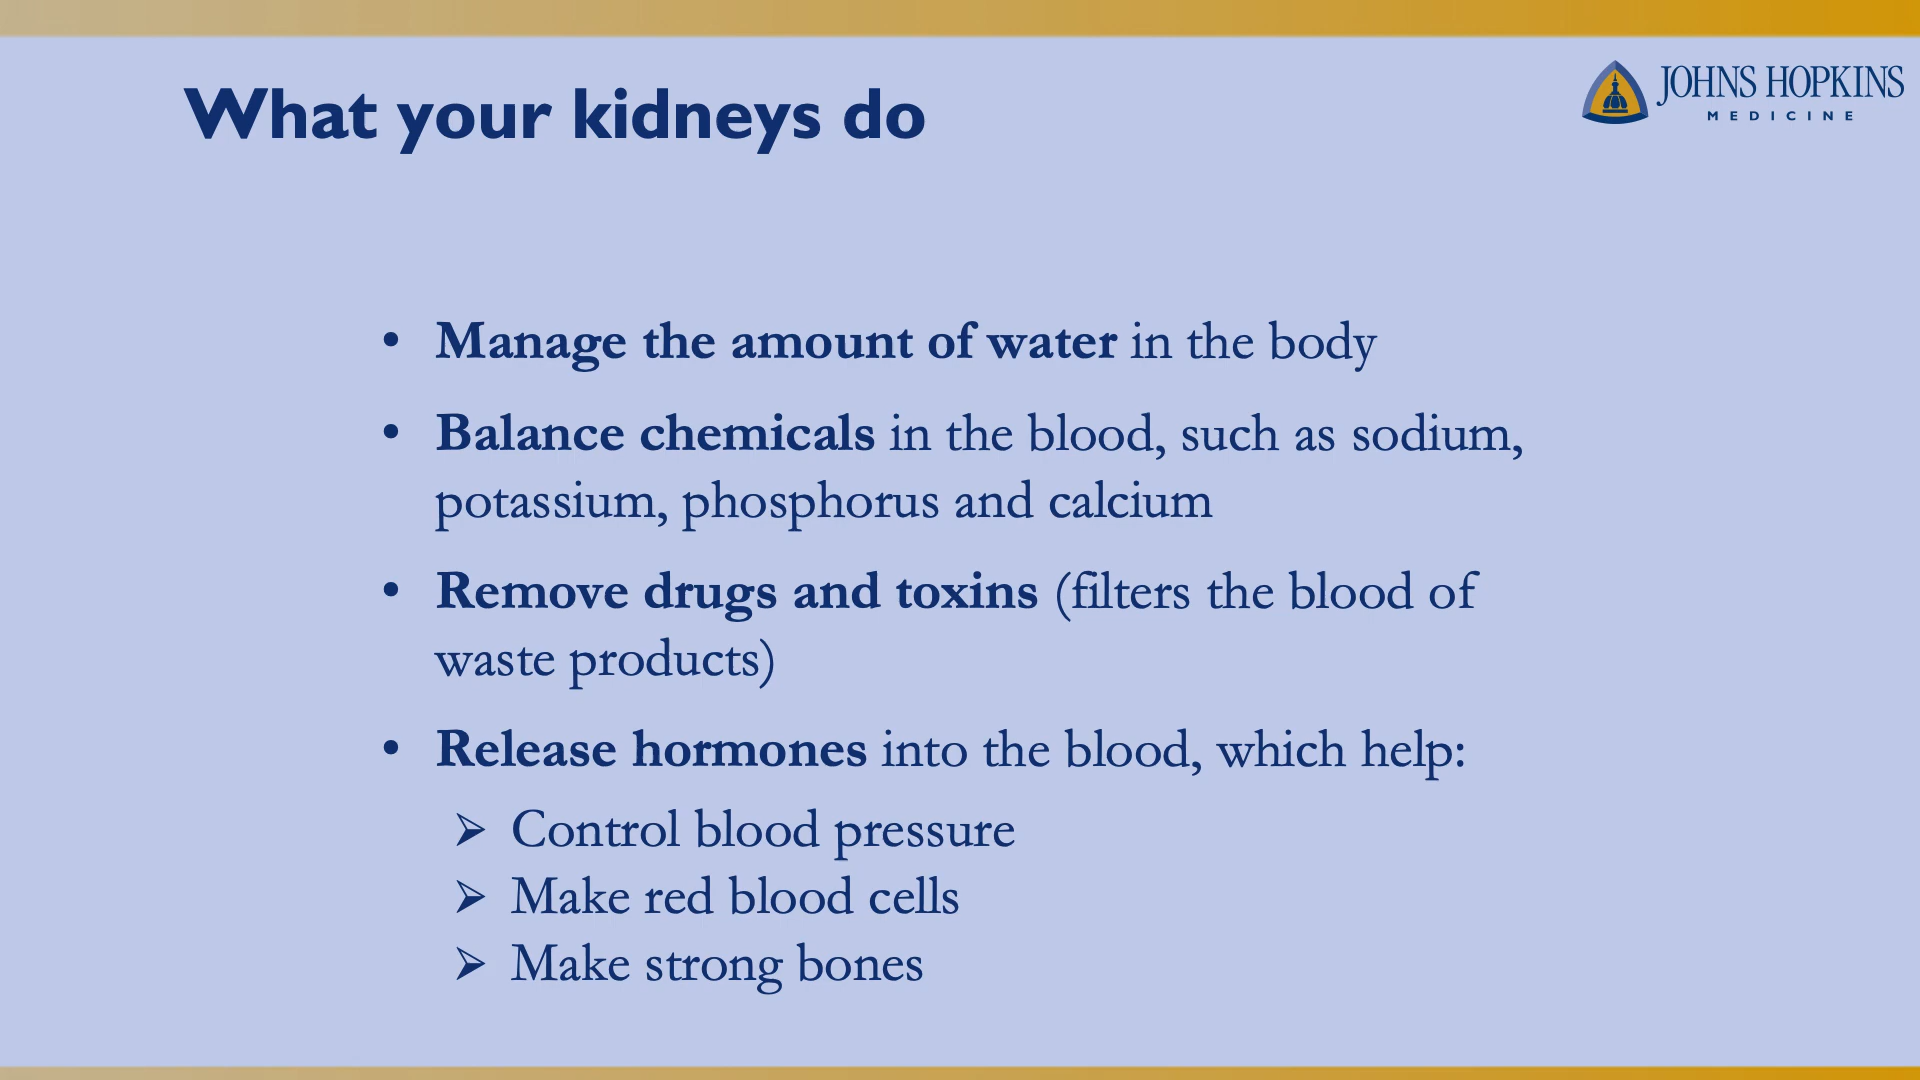 What your kidneys do
JOHNS HOPKINS
MEDICINE
• Manage the amount of water in the body
• Balance chemicals in the blood, such as sodium,
potassium, phosphorus and calcium
• Remove drugs and toxins (filters the blood of
waste products)
• Release hormones into the blood, which help:
➢ Control blood pressure
➢ Make red blood cells
➢ Make strong bones